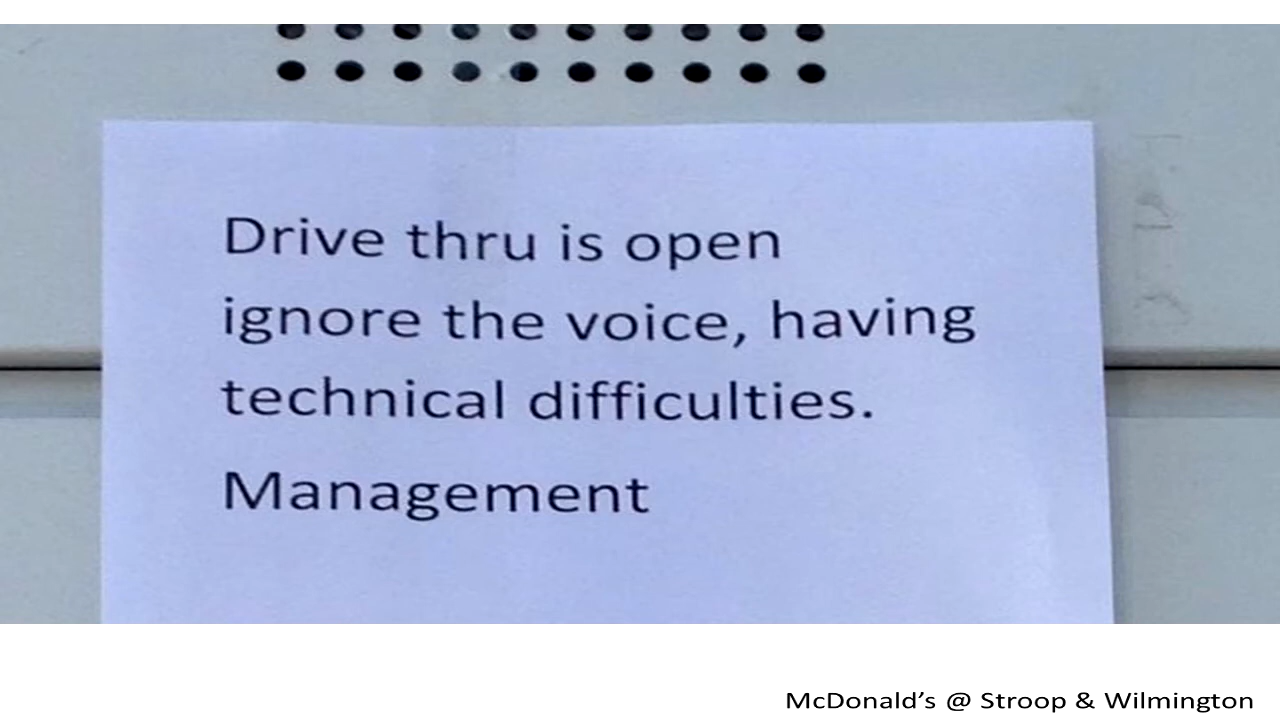 Drive thru is open
ignore the voice, having
technical difficulties.
Management
McDonald’s @ Stroop & Wilmington